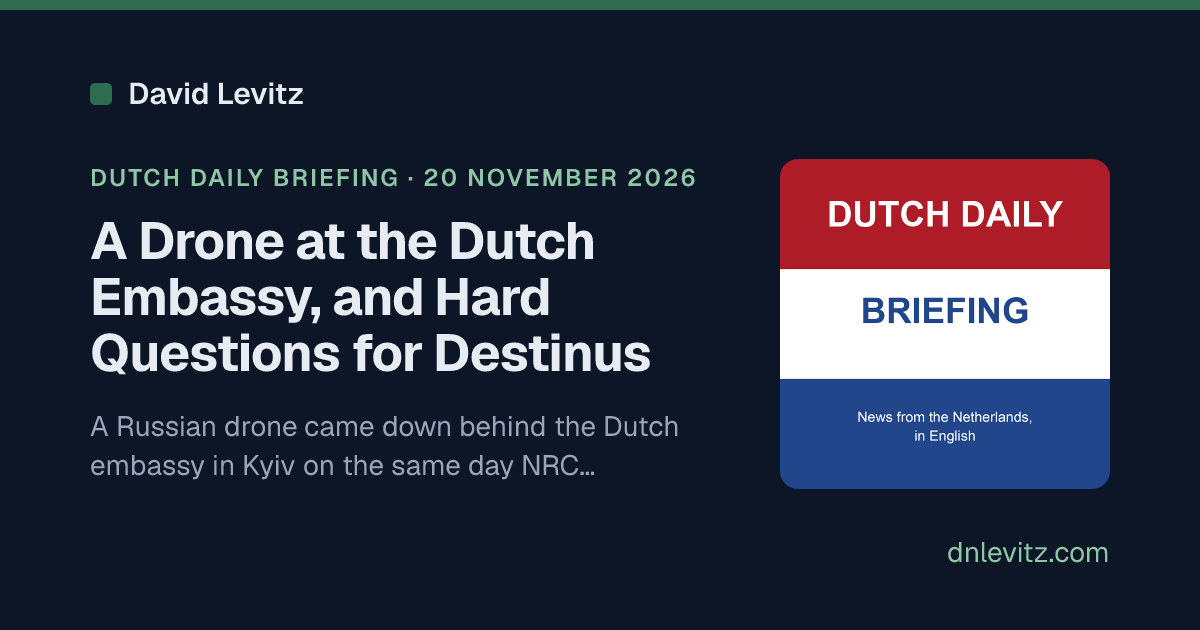 David Levitz
DUTCH DAILY BRIEFING · 20 NOVEMBER 2026
A Drone at the Dutch
Embassy, and Hard
Questions for Destinus
A Russian drone came down behind the Dutch
embassy in Kyiv on the same day NRC…
DUTCH DAILY
BRIEFING
News from the Netherlands,
in English
dnlevitz.com